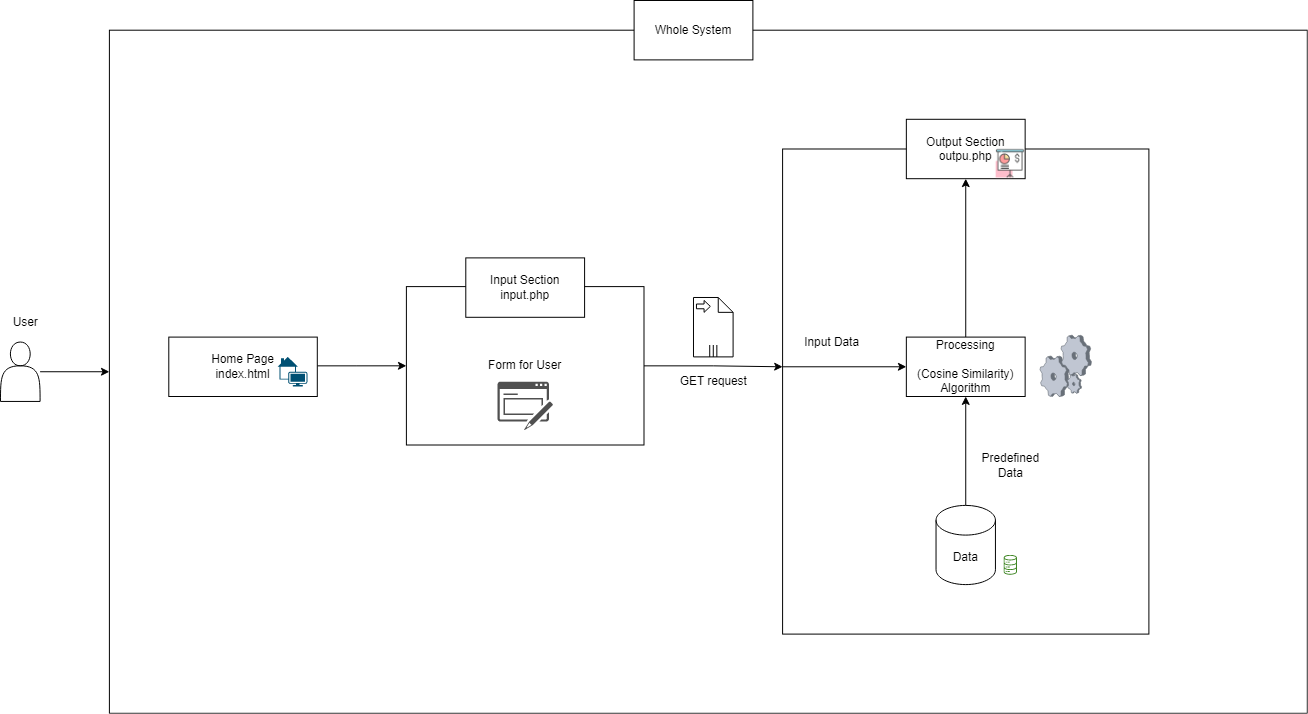 Whole System
Output Section
outpu.php
Input Section
input.php
User
Home Page
index.html
Form for User
GET request
Input Data
Processing
(Cosine Similarity)
Algorithm
Predefined
Data
Data